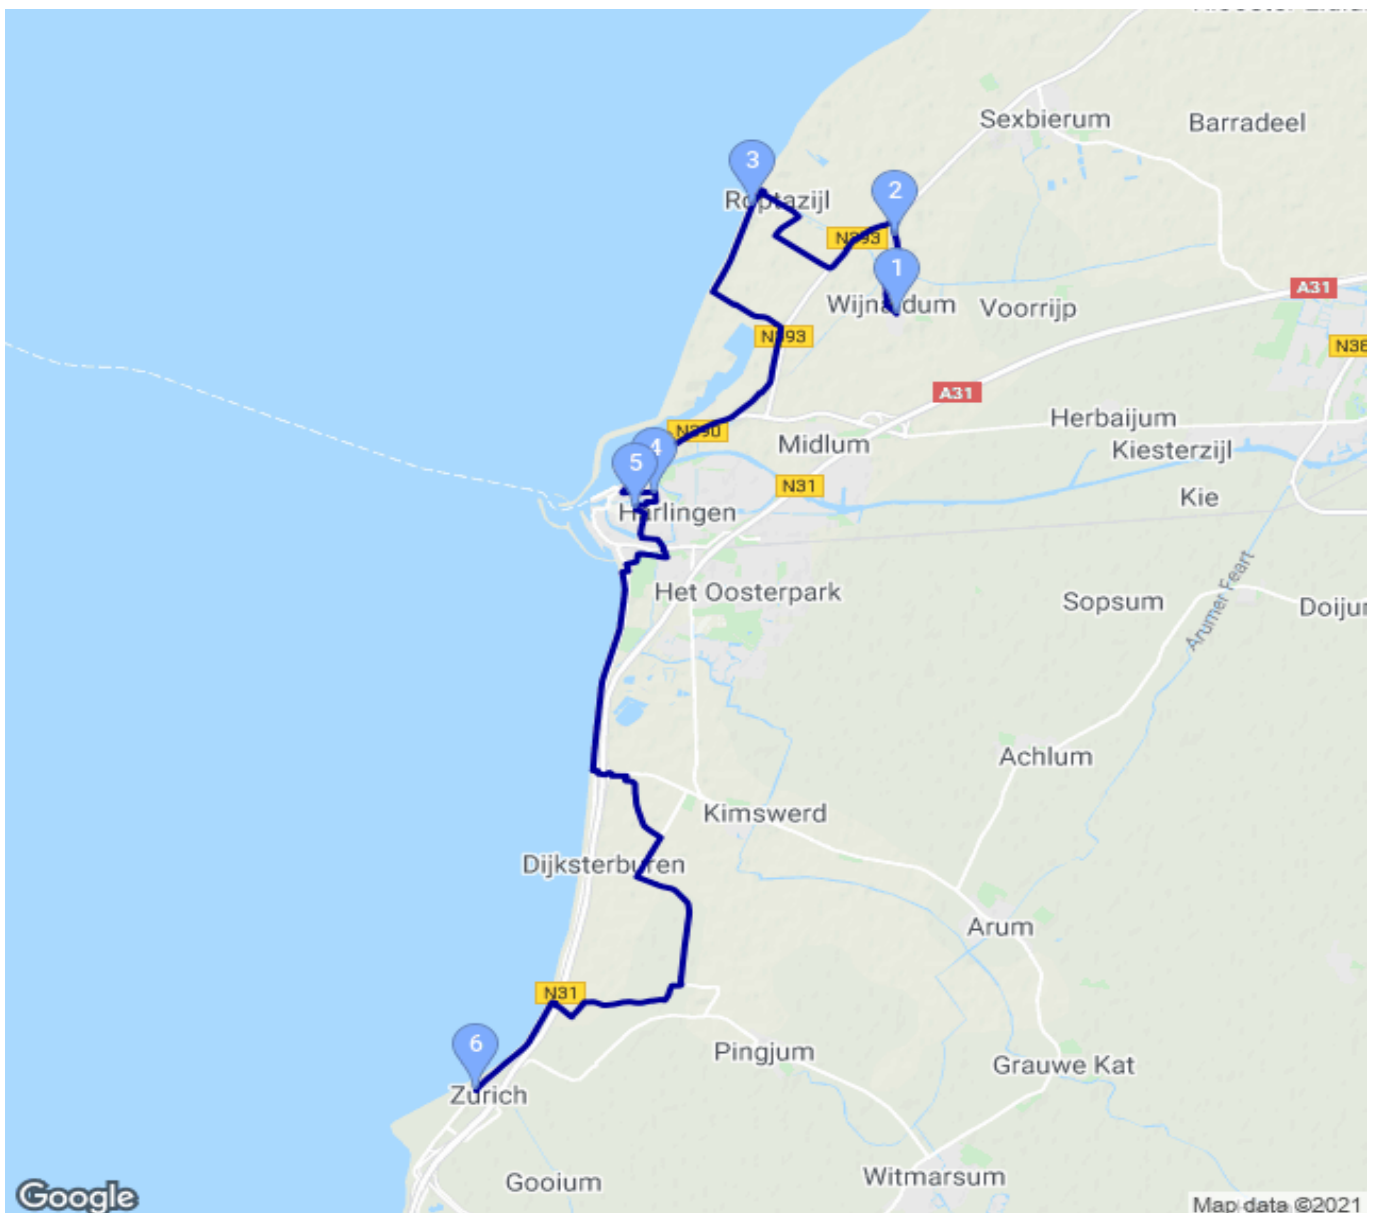 Sexbierum
Barradeel
3
Roptazijl
2
N393
1
Wijnaldum
Voorrijp
A31
N393
N38
A31
Herbaijum
N390
Midlum
Kiesterzijl
4
5
N31
Kie
Harlingen
Het Oosterpark
Sopsum
Doijur
Arumer Feart
Achlum
Kimswerd
Dijksterburen
Arum
N31
6
Pingjum
Grauwe Kat
Zurich
Witmarsum
Gooium
Google
Map data ©2021